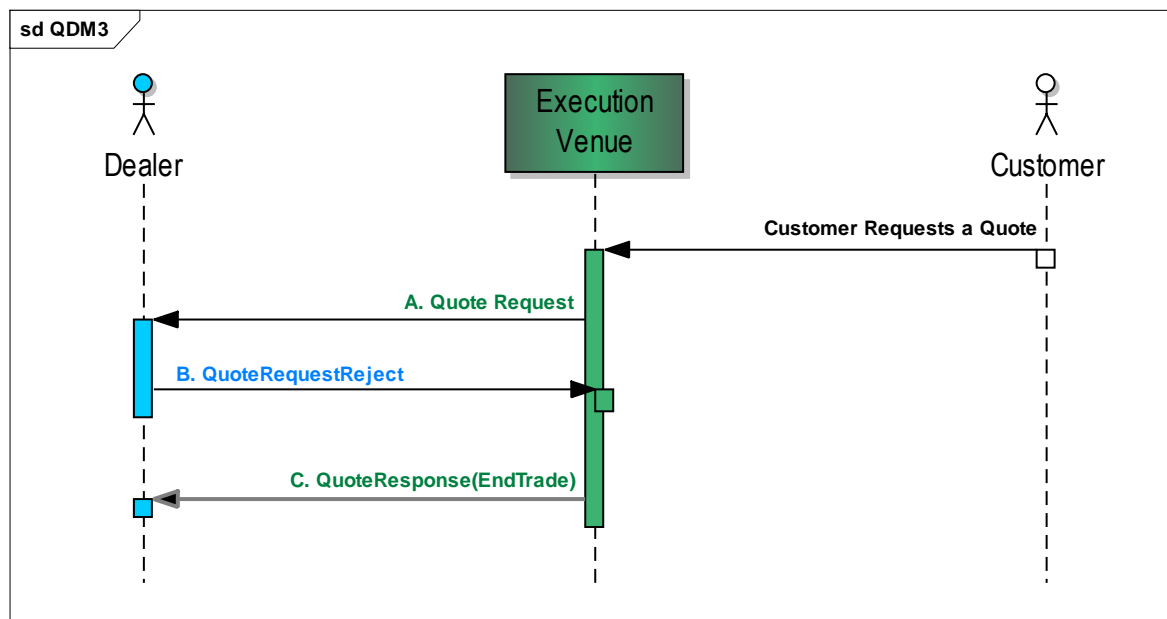 sd QDM3
Execution
Venue
Dealer
Customer
Customer Requests a Quote
A. Quote Request
B. QuoteRequestReject
C. QuoteResponse(EndTrade)